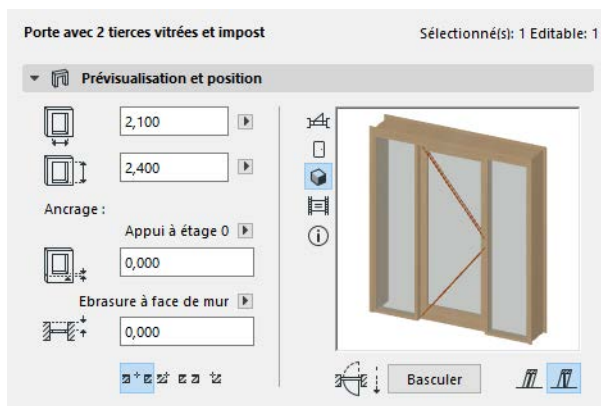 Porte avec 2 tierces vitrées et impost
Sélectionné(s): 1 Editable: 1
Prévisualisation et position
2,100
2,400
Ancrage :
Appui à étage 0
0,000
Ebrasure à face de mur
0,000
Basculer